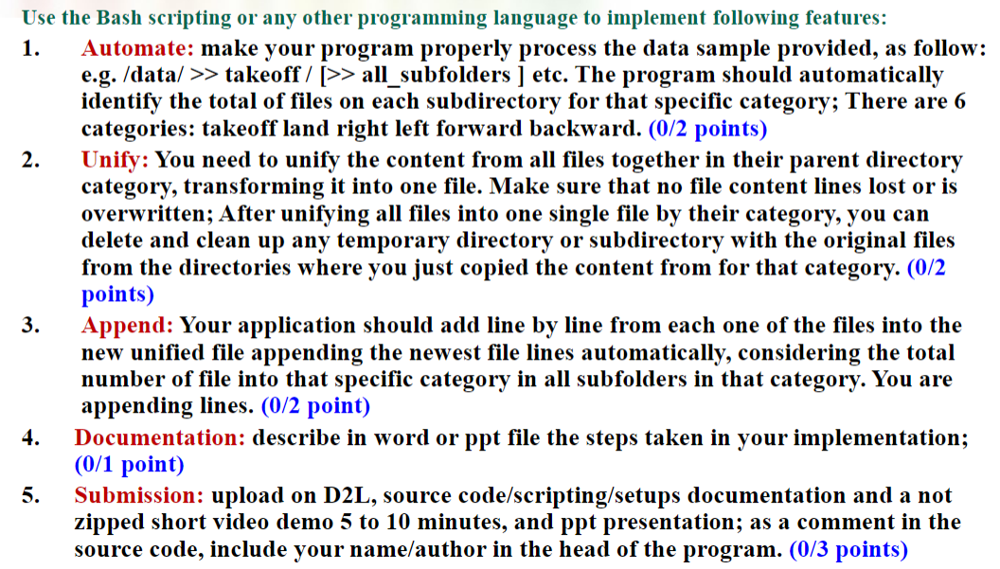 Use the Bash scripting or any other programming language to implement following features:
1. Automate: make your program properly process the data sample provided, as follow:
e.g. /data/ >> takeoff / [>> all_subfolders ] etc. The program should automatically
identify the total of files on each subdirectory for that specific category; There are 6
categories: takeoff land right left forward backward. (0/2 points)
2. Unify: You need to unify the content from all files together in their parent directory
category, transforming it into one file. Make sure that no file content lines lost or is
overwritten; After unifying all files into one single file by their category, you can
delete and clean up any temporary directory or subdirectory with the original files
from the directories where you just copied the content from for that category. (0/2
points)
3. Append: Your application should add line by line from each one of the files into the
new unified file appending the newest file lines automatically, considering the total
number of file into that specific category in all subfolders in that category. You are
appending lines. (0/2 point)
4. Documentation: describe in word or ppt file the steps taken in your implementation;
(0/1 point)
5. Submission: upload on D2L, source code/scripting/setups documentation and a not
zipped short video demo 5 to 10 minutes, and ppt presentation; as a comment in the
source code, include your name/author in the head of the program. (0/3 points)